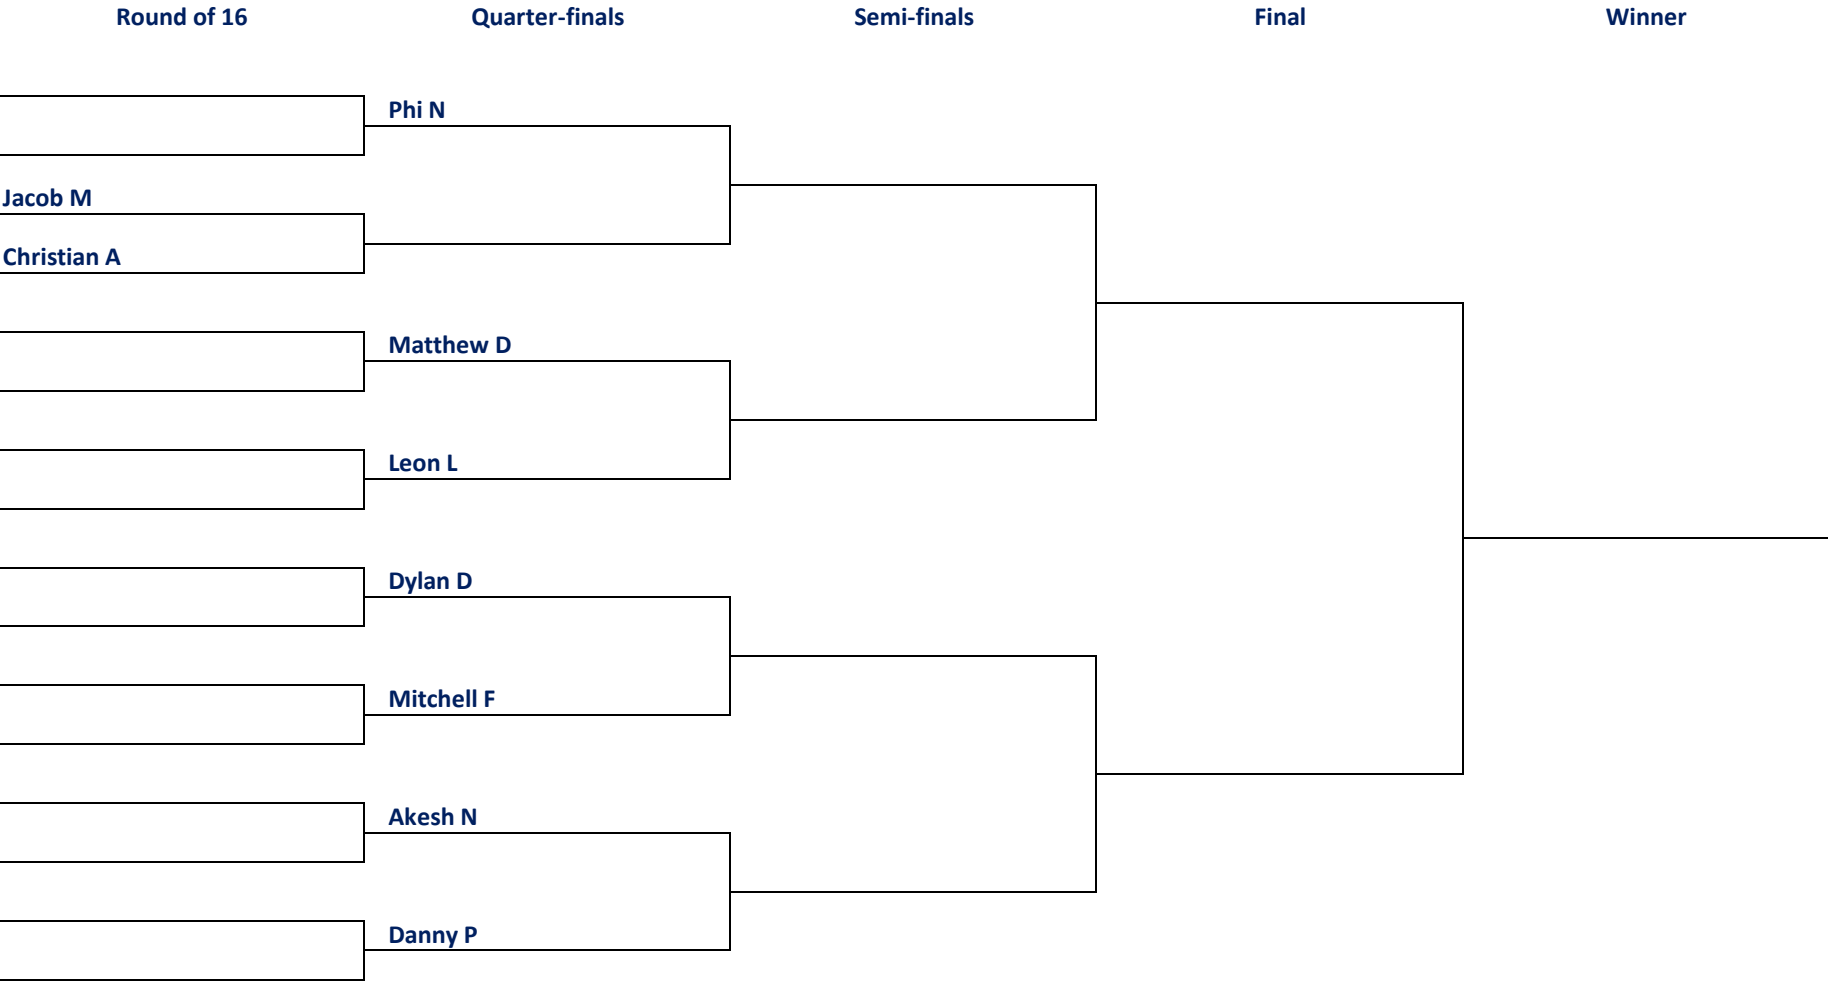 Round of 16 Quarter-finals Semi-finals Final Winner
Phi N
Jacob M
Christian A
Matthew D
Leon L
Dylan D
Mitchell F
Akesh N
Danny P